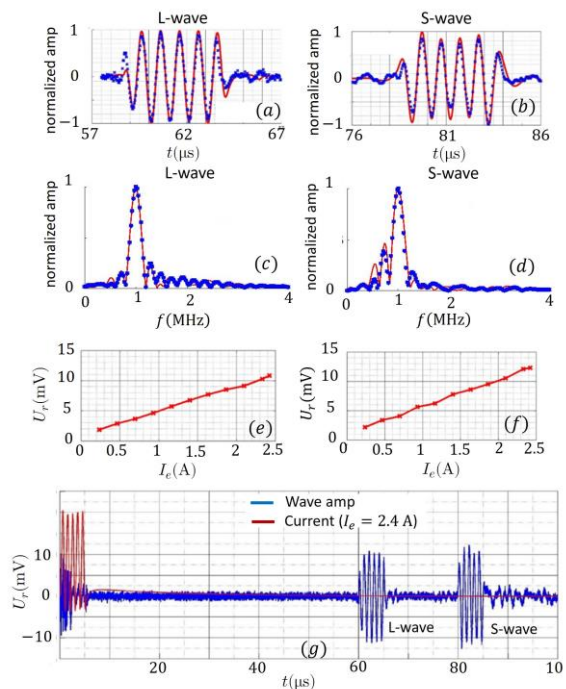 L-wave
normalized amp
1
0
−1
57
62
67
t(μs)
(a)
S-wave
normalized amp
1
0
−1
76
81
86
t(μs)
(b)
L-wave
normalized amp
1
0
0
1
2
4
f(MHz)
(c)
S-wave
normalized amp
1
0
0
1
2
4
f(MHz)
(d)
U_r(mV)
15
10
5
0
0
0.5
1
1.5
2
2.5
I_e(A)
(e)
U_r(mV)
15
10
5
0
0
0.5
1
1.5
2
2.5
I_e(A)
(f)
Wave amp
Current (I_e = 2.4 A)
U_r(mV)
10
0
−10
20
40
60
80
100
L-wave
S-wave
(g)
t(μs)